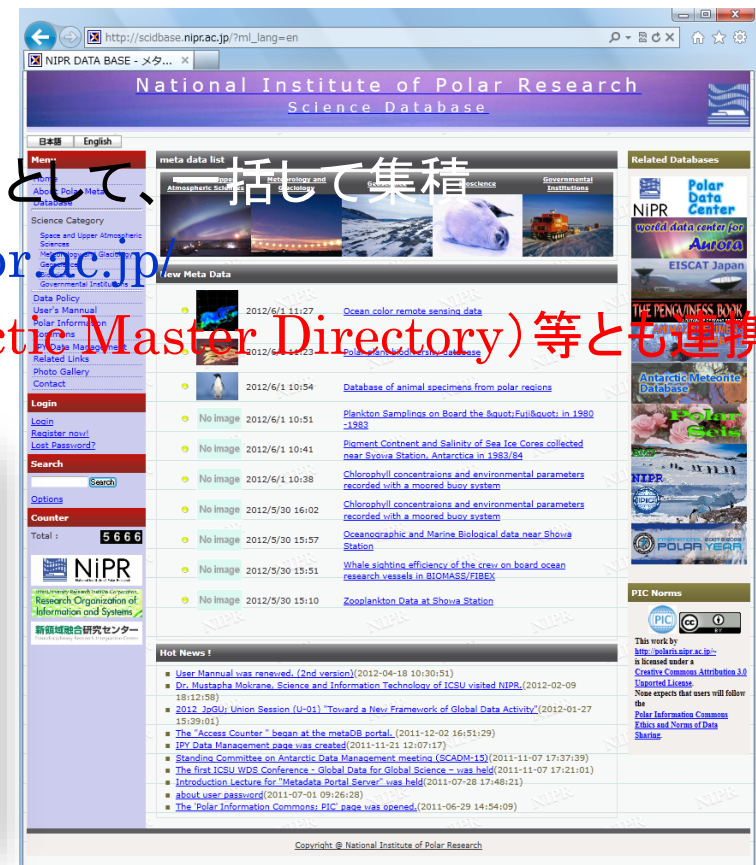 http://scidbase.nipr.ac.jp/?ml_lang=en
NIPR DATA BASE - メタ...
National Institute of Polar Research
Science Database
日本語 English
として、一括して集積
pr.ac.jp/
ctic Master Directory)等とも連携
Menu
Home
About Polar Meta
Database
Science Category
Space and Upper Atmospheric
Sciences
Governmental Institutions
Data Policy
User's Mannual
Polar Information
Commons
IPY Data Management
Related Links
Photo Gallery
Contact
Login
Login
Register now!
Lost Password?
Search
Search
Options
Counter
Total : 5666
NiPR
Research Organization of
Information and Systems
新領域融合研究センター
meta data list
Atmospheric Sciences
Meteorology and
Glaciology
Governmental
Institutions
New Meta Data
2012/6/1 11:27 Ocean color remote sensing data
2012/6/1 11:23 Polar plant biodiversity database
2012/6/1 10:54 Database of animal specimens from polar regions
No image 2012/6/1 10:51 Plankton Samplings on Board the &quot;Fuji&quot; in 1980
-1983
No image 2012/6/1 10:41 Pigment Contnent and Salinity of Sea Ice Cores collected
near Syowa Station, Antarctica in 1983/84
No image 2012/6/1 10:38 Chlorophyll concentraions and environmental parameters
recorded with a moored buoy system
No image 2012/5/30 16:02 Chlorophyll concentraions and environmental parameters
recorded with a moored buoy system
No image 2012/5/30 15:57 Oceanographic and Marine Biological data near Showa
Station
No image 2012/5/30 15:51 Whale sighting efficiency of the crew on board ocean
research vessels in BIOMASS/FIBEX
No image 2012/5/30 15:10 Zooplankton Data at Showa Station
Hot News !
User Mannual was renewed. (2nd version)(2012-04-18 10:30:51)
Dr. Mustapha Mokrane, Science and Information Technology of ICSU visited NIPR.(2012-02-09
18:12:58)
2012 JpGU; Union Session (U-01) "Toward a New Framework of Global Data Activity"(2012-01-27
15:39:01)
The "Access Counter " began at the metaDB portal. (2011-12-02 16:51:29)
IPY Data Management page was created(2011-11-21 12:07:17)
Standing Committee on Antarctic Data Management meeting (SCADM-15)(2011-11-07 17:37:39)
The first ICSU WDS Conference - Global Data for Global Science – was held(2011-11-07 17:21:01)
Introduction Lecture for "Metadata Portal Server" was held(2011-07-28 17:48:21)
about user password(2011-07-01 09:26:28)
The 'Polar Information Commons; PIC' page was opened.(2011-06-29 14:54:09)
Related Databases
NiPR
Polar
Data
Center
world data center for
Aurora
EISCAT Japan
THE PENGUINESS BOOK
Antarctic Meteorite
Database
Polar
Seis
NIPR
POLAR YEAR
PIC Norms
PIC
cc
BY
This work by
http://polaris.nipr.ac.jp/~
is licensed under a
Creative Commons Attribution 3.0
Unported License.
None expects that users will follow
the
Polar Information Commons
Ethics and Norms of Data
Sharing.
Copyright @ National Institute of Polar Research